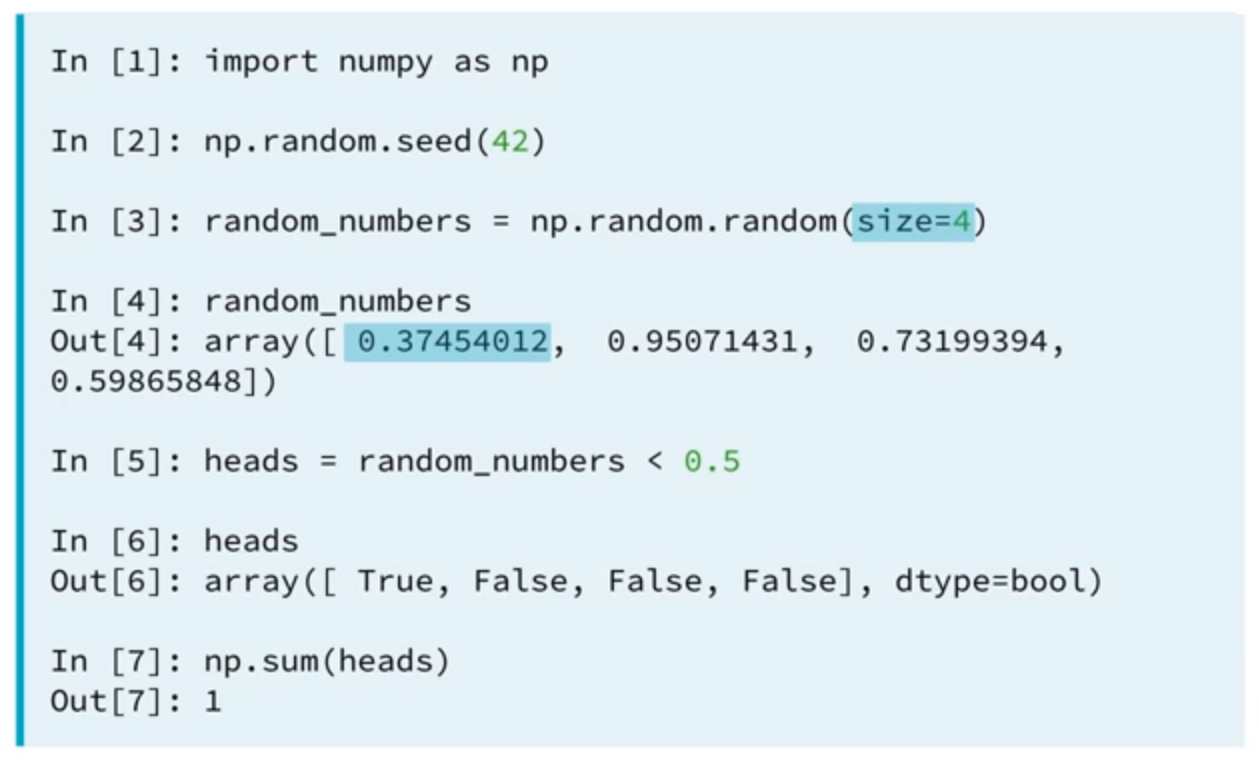 In [1]: import numpy as np
In [2]: np.random.seed(42)
In [3]: random_numbers = np.random.random(size=4)
In [4]: random_numbers
Out[4]: array([ 0.37454012,  0.95071431,  0.73199394,
0.59865848])
In [5]: heads = random_numbers < 0.5
In [6]: heads
Out[6]: array([ True, False, False, False], dtype=bool)
In [7]: np.sum(heads)
Out[7]: 1